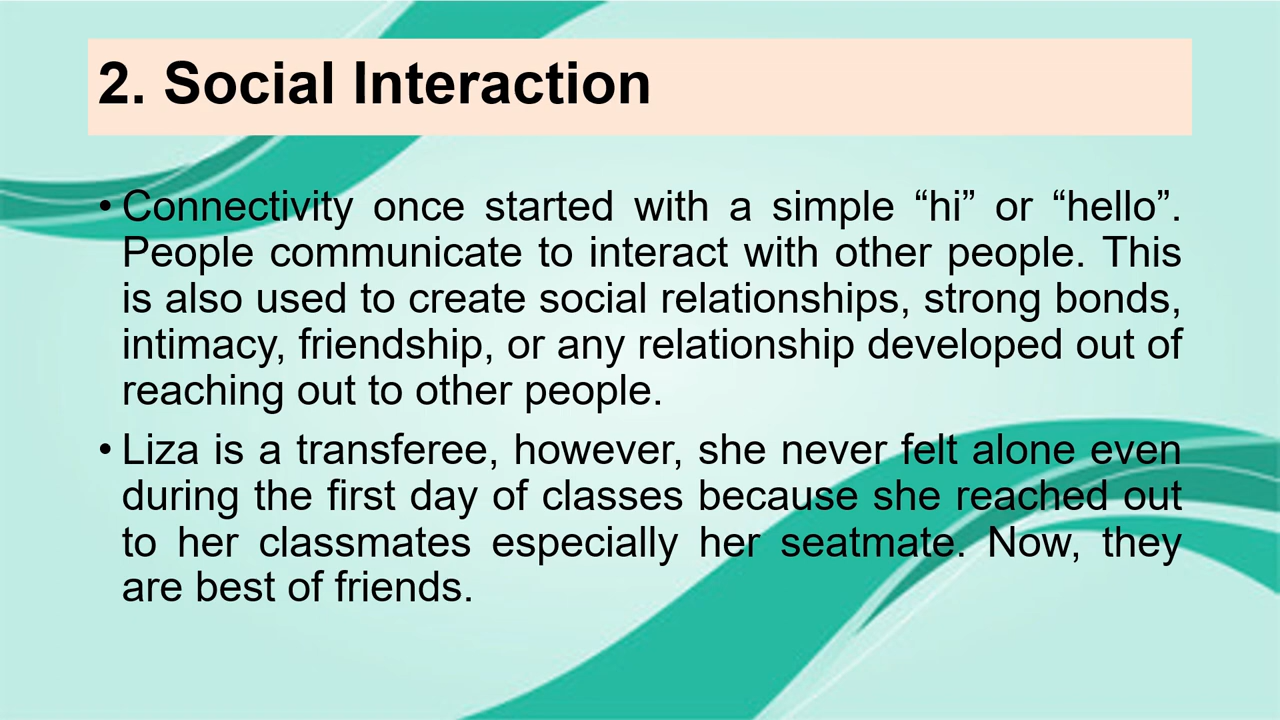 2. Social Interaction
• Connectivity once started with a simple “hi” or “hello”.
People communicate to interact with other people. This
is also used to create social relationships, strong bonds,
intimacy, friendship, or any relationship developed out of
reaching out to other people.
• Liza is a transferee, however, she never felt alone even
during the first day of classes because she reached out
to her classmates especially her seatmate. Now, they
are best of friends.